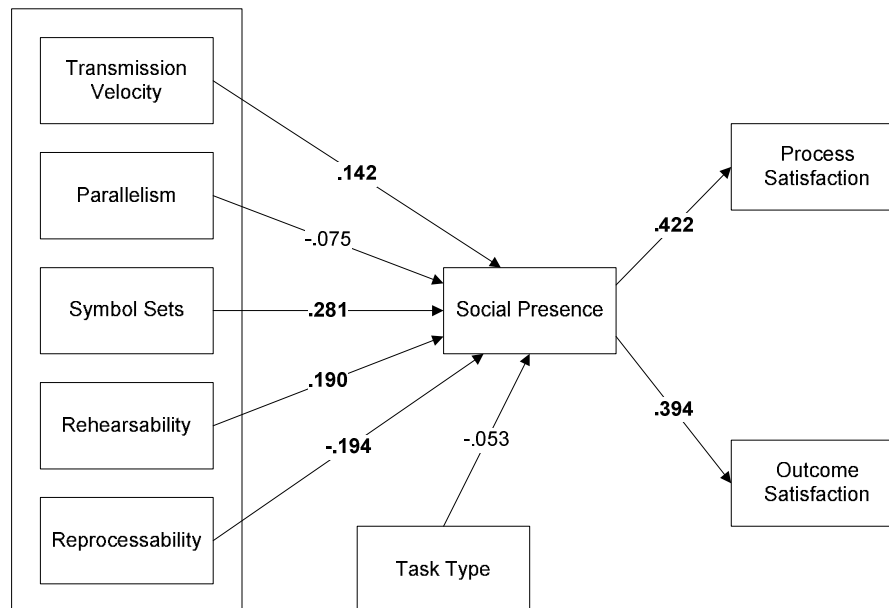 Transmission
Velocity
Parallelism
Symbol Sets
Rehearsability
Reprocessability
.142
-.075
.281
.190
-.194
-.053
Social Presence
Task Type
.422
.394
Process
Satisfaction
Outcome
Satisfaction